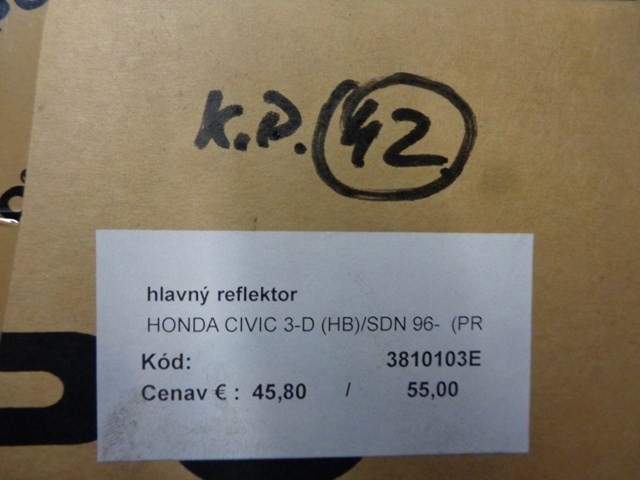 K.P. 42
hlavný reflektor
HONDA CIVIC 3-D (HB)/SDN 96- (PR
Kód: 3810103E
Cenav € : 45,80 / 55,00